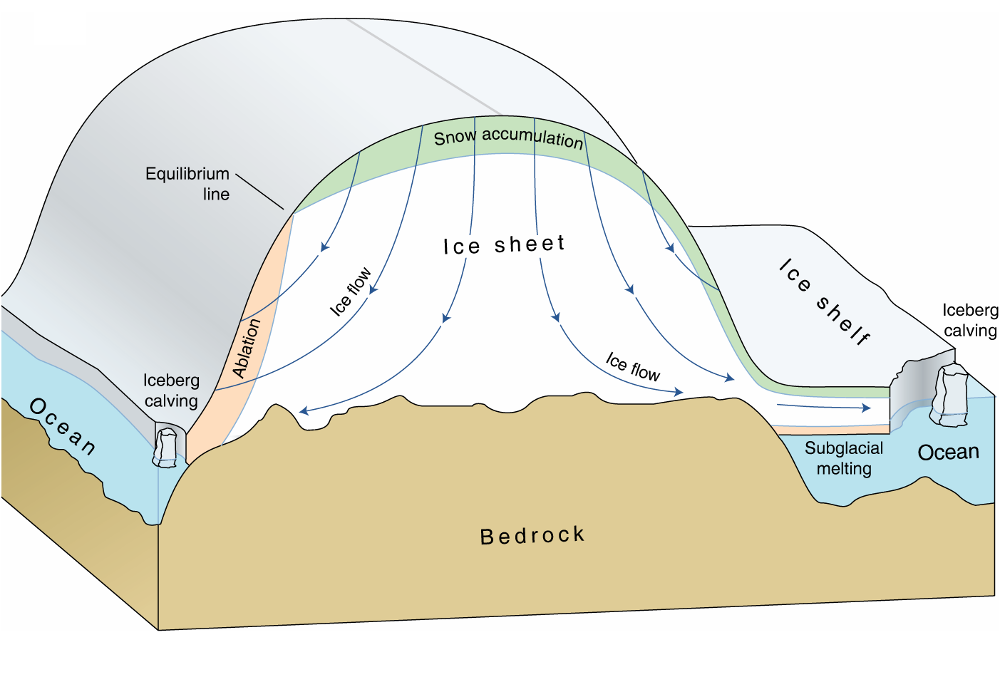 Snow accumulation
Equilibrium
line
Ice sheet
Ice shelf
Ice flow
Iceberg
calving
Ablation
Ice flow
Iceberg
calving
Ocean
Subglacial
melting
Ocean
Bedrock